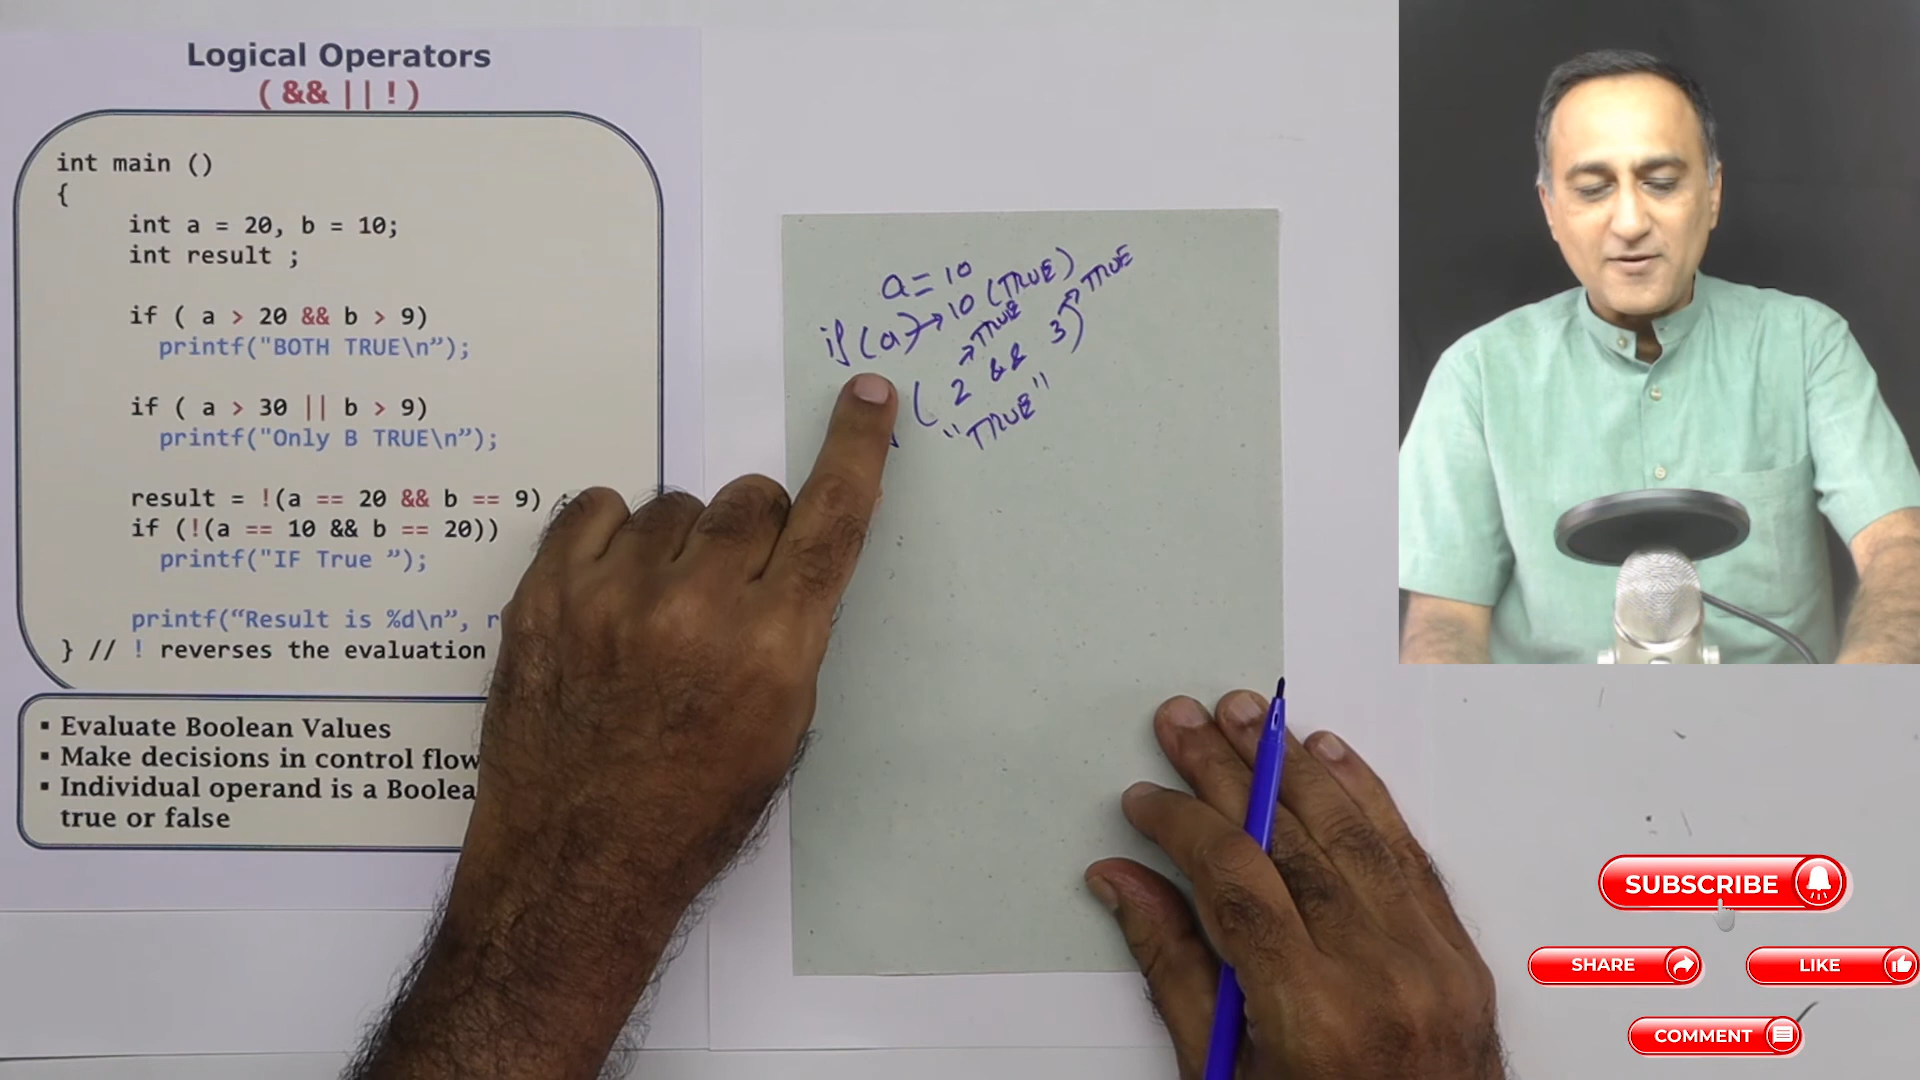 Logical Operators
( && || ! )
int main ()
{
int a = 20, b = 10;
int result ;
if ( a > 20 && b > 9)
printf("BOTH TRUE\n”);
if ( a > 30 || b > 9)
printf("Only B TRUE\n”);
result = !(a == 20 && b == 9) ;
if (!(a == 10 && b == 20))
printf("IF True ”);
printf(“Result is %d\n”, r
} // ! reverses the evaluation
▪ Evaluate Boolean Values
▪ Make decisions in control flow
▪ Individual operand is a Boolea
true or false
a = 10
if (a) → 10 (TRUE)
→ TRUE
→ TRUE
( 2 && 3)
"TRUE"
SUBSCRIBE
SHARE
LIKE
COMMENT